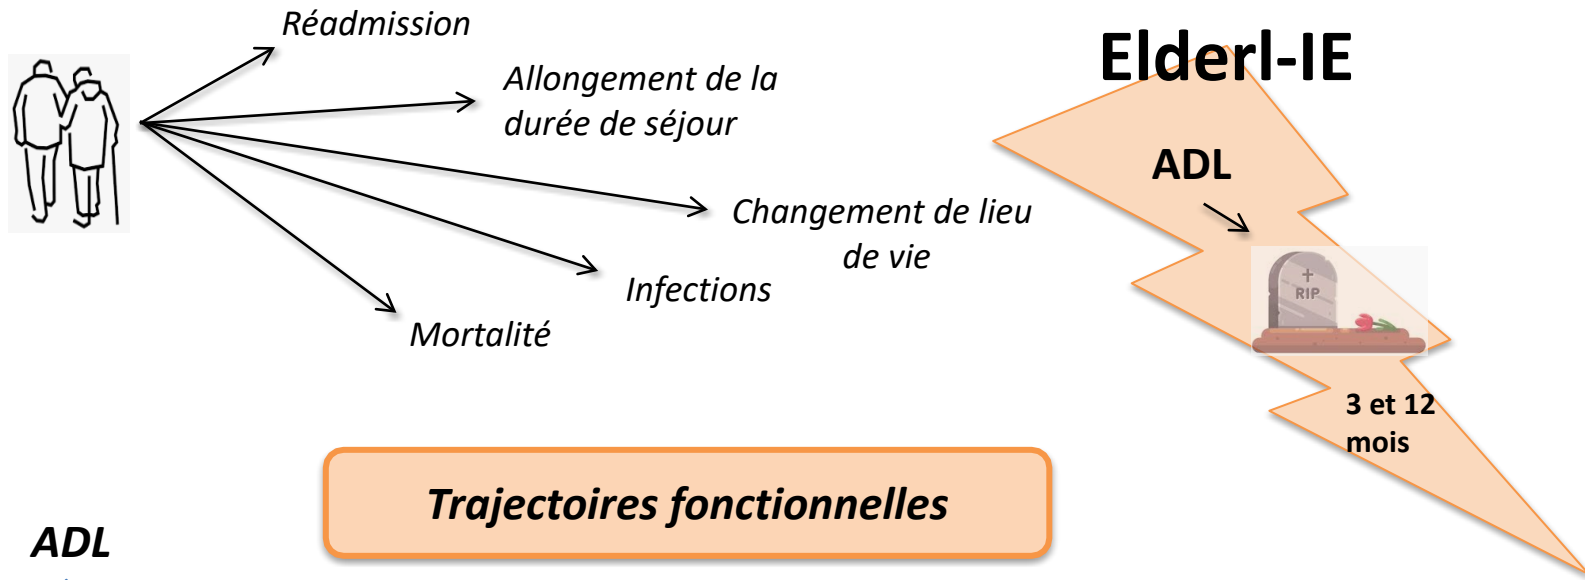 Réadmission
Allongement de la
durée de séjour
Changement de lieu
de vie
Infections
Mortalité
Elderl-IE
ADL
RIP
3 et 12
mois
Trajectoires fonctionnelles
ADL